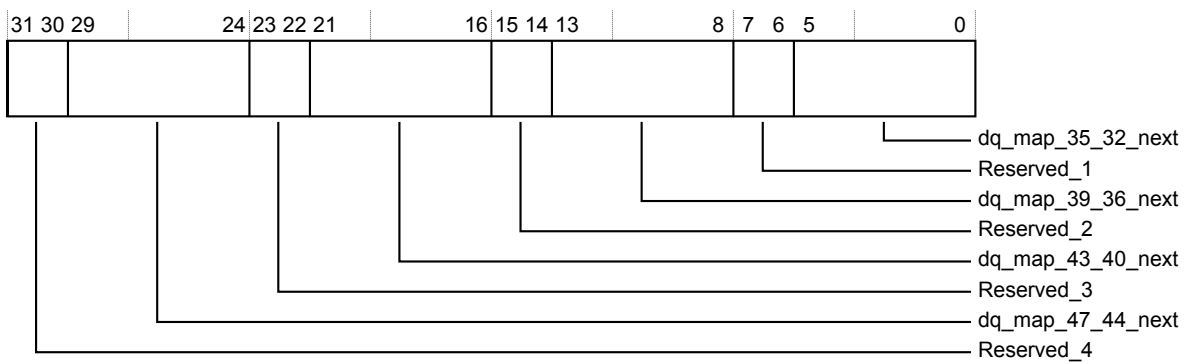 31 30 29 24 23 22 21 16 15 14 13 8 7 6 5 0
dq_map_35_32_next
Reserved_1
dq_map_39_36_next
Reserved_2
dq_map_43_40_next
Reserved_3
dq_map_47_44_next
Reserved_4